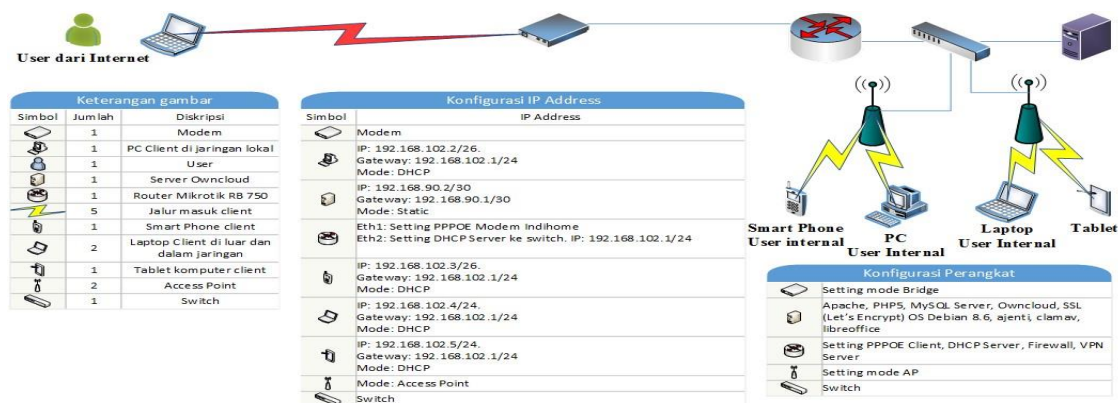 User dari Internet
Smart Phone
User internal
PC
User Internal
Laptop
User Internal
Tablet
Keterangan gambar
Simbol Jumlah Diskripsi
1 Modem
1 PC Client di jaringan lokal
1 User
1 Server Owncloud
1 Router Mikrotik RB 750
5 Jalur masuk client
1 Smart Phone client
2 Laptop Client di luar dan
dalam jaringan
1 Tablet komputer client
2 Access Point
1 Switch
Konfigurasi IP Address
Simbol IP Address
Modem
IP: 192.168.102.2/26.
Gateway: 192.168.102.1/24
Mode: DHCP
IP: 192.168.90.2/30
Gateway: 192.168.90.1/30
Mode: Static
Eth1: Setting PPPOE Modem Indihome
Eth2: Setting DHCP Server ke switch. IP: 192.168.102.1/24
IP: 192.168.102.3/26.
Gateway: 192.168.102.1/24
Mode: DHCP
IP: 192.168.102.4/24.
Gateway: 192.168.102.1/24
Mode: DHCP
IP: 192.168.102.5/24.
Gateway: 192.168.102.1/24
Mode: DHCP
Mode: Access Point
Switch
Konfigurasi Perangkat
Setting mode Bridge
Apache, PHP5, MySQL Server, Owncloud, SSL
(Let's Encrypt) OS Debian 8.6, ajenti, clamav,
libreoffice
Setting PPPOE Client, DHCP Server, Firewall, VPN
Server
Setting mode AP
Switch